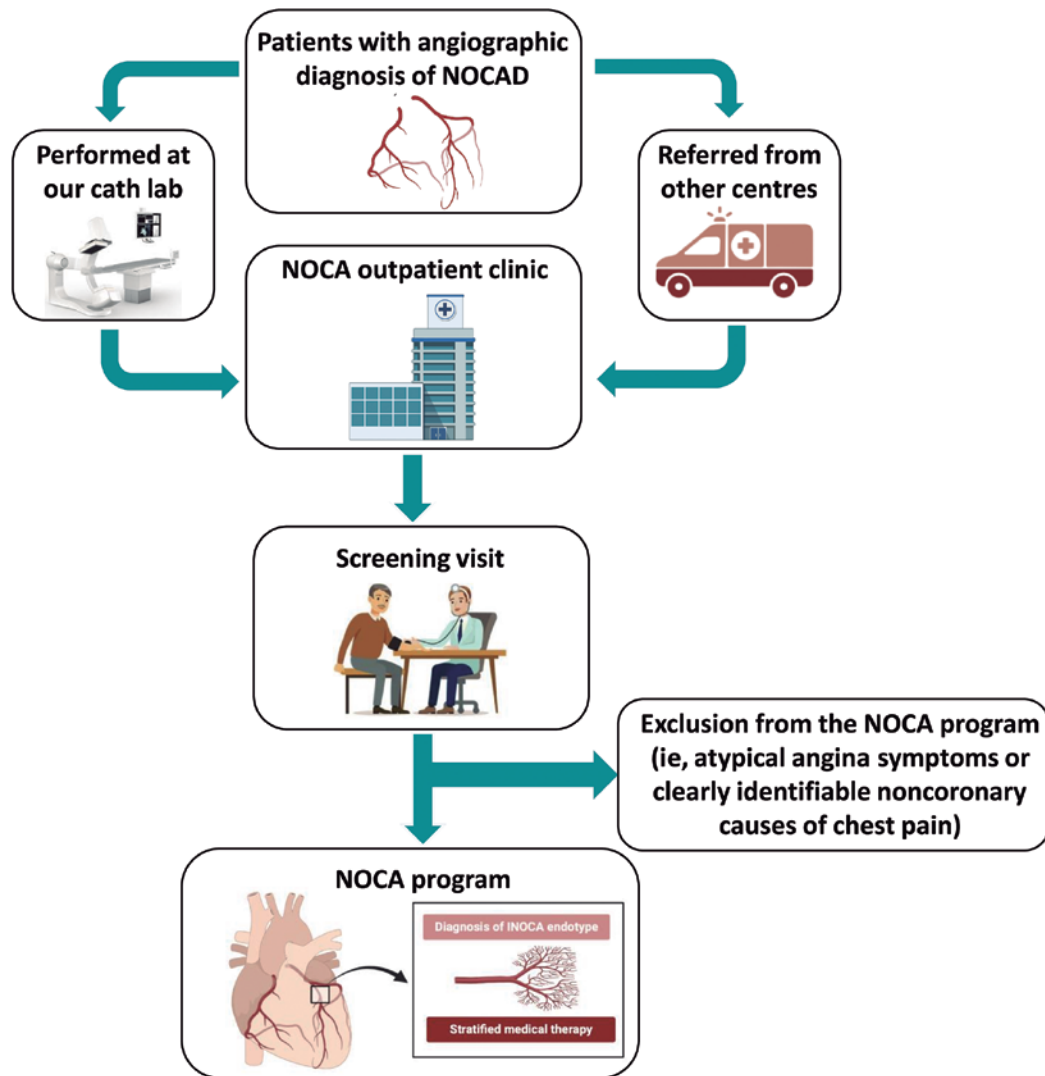 Patients with angiographic
diagnosis of NOCAD
Performed at
our cath lab
Referred from
other centres
NOCA outpatient clinic
Screening visit
Exclusion from the NOCA program
(ie, atypical angina symptoms or
clearly identifiable noncoronary
causes of chest pain)
NOCA program
Diagnosis of INOCA endotype
Stratified medical therapy